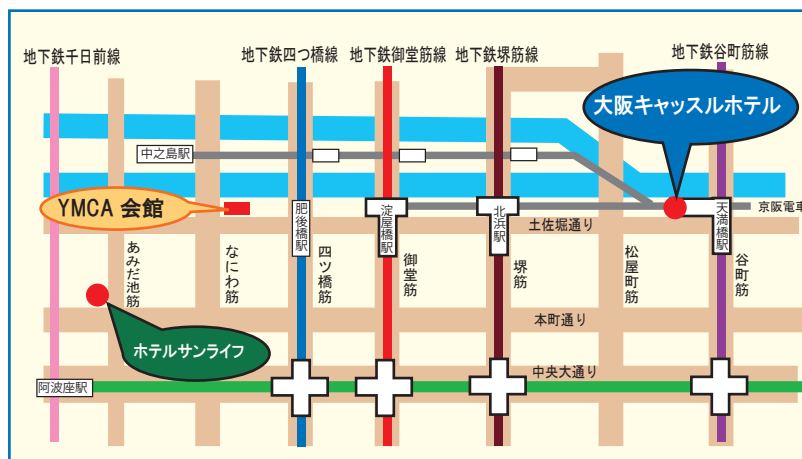 地下鉄千日前線
地下鉄四つ橋線
地下鉄御堂筋線
地下鉄堺筋線
地下鉄谷町筋線
大阪キャッスルホテル
中之島駅
YMCA 会館
肥後橋駅
淀屋橋駅
北浜駅
天満橋駅
京阪電車
土佐堀通り
あみだ池筋
なにわ筋
四ツ橋筋
御堂筋
堺筋
松屋町筋
谷町筋
本町通り
ホテルサンライフ
中央大通り
阿波座駅